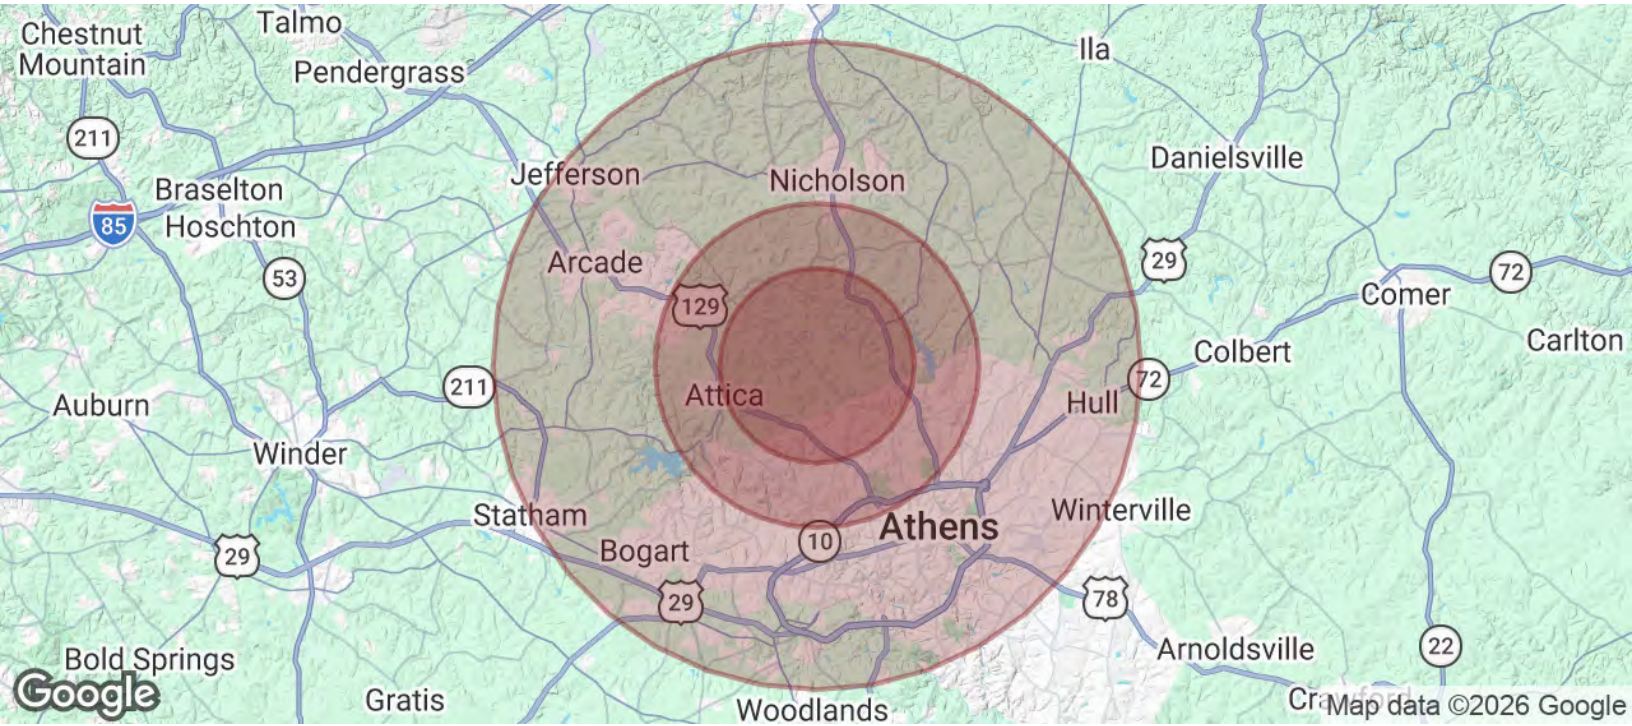 Talmo
Chestnut
Mountain
Ila
Pendergrass
211
Danielsville
Jefferson
Nicholson
Braselton
85
Hoschton
29
Arcade
53
72
Comer
129
Carlton
Colbert
211
72
Attica
Hull
Auburn
Winder
Statham
Winterville
Athens
10
Bogart
29
29
78
22
Arnoldsville
Bold Springs
Google
Gratis
Woodlands
Crawford
Map data ©2026 Google